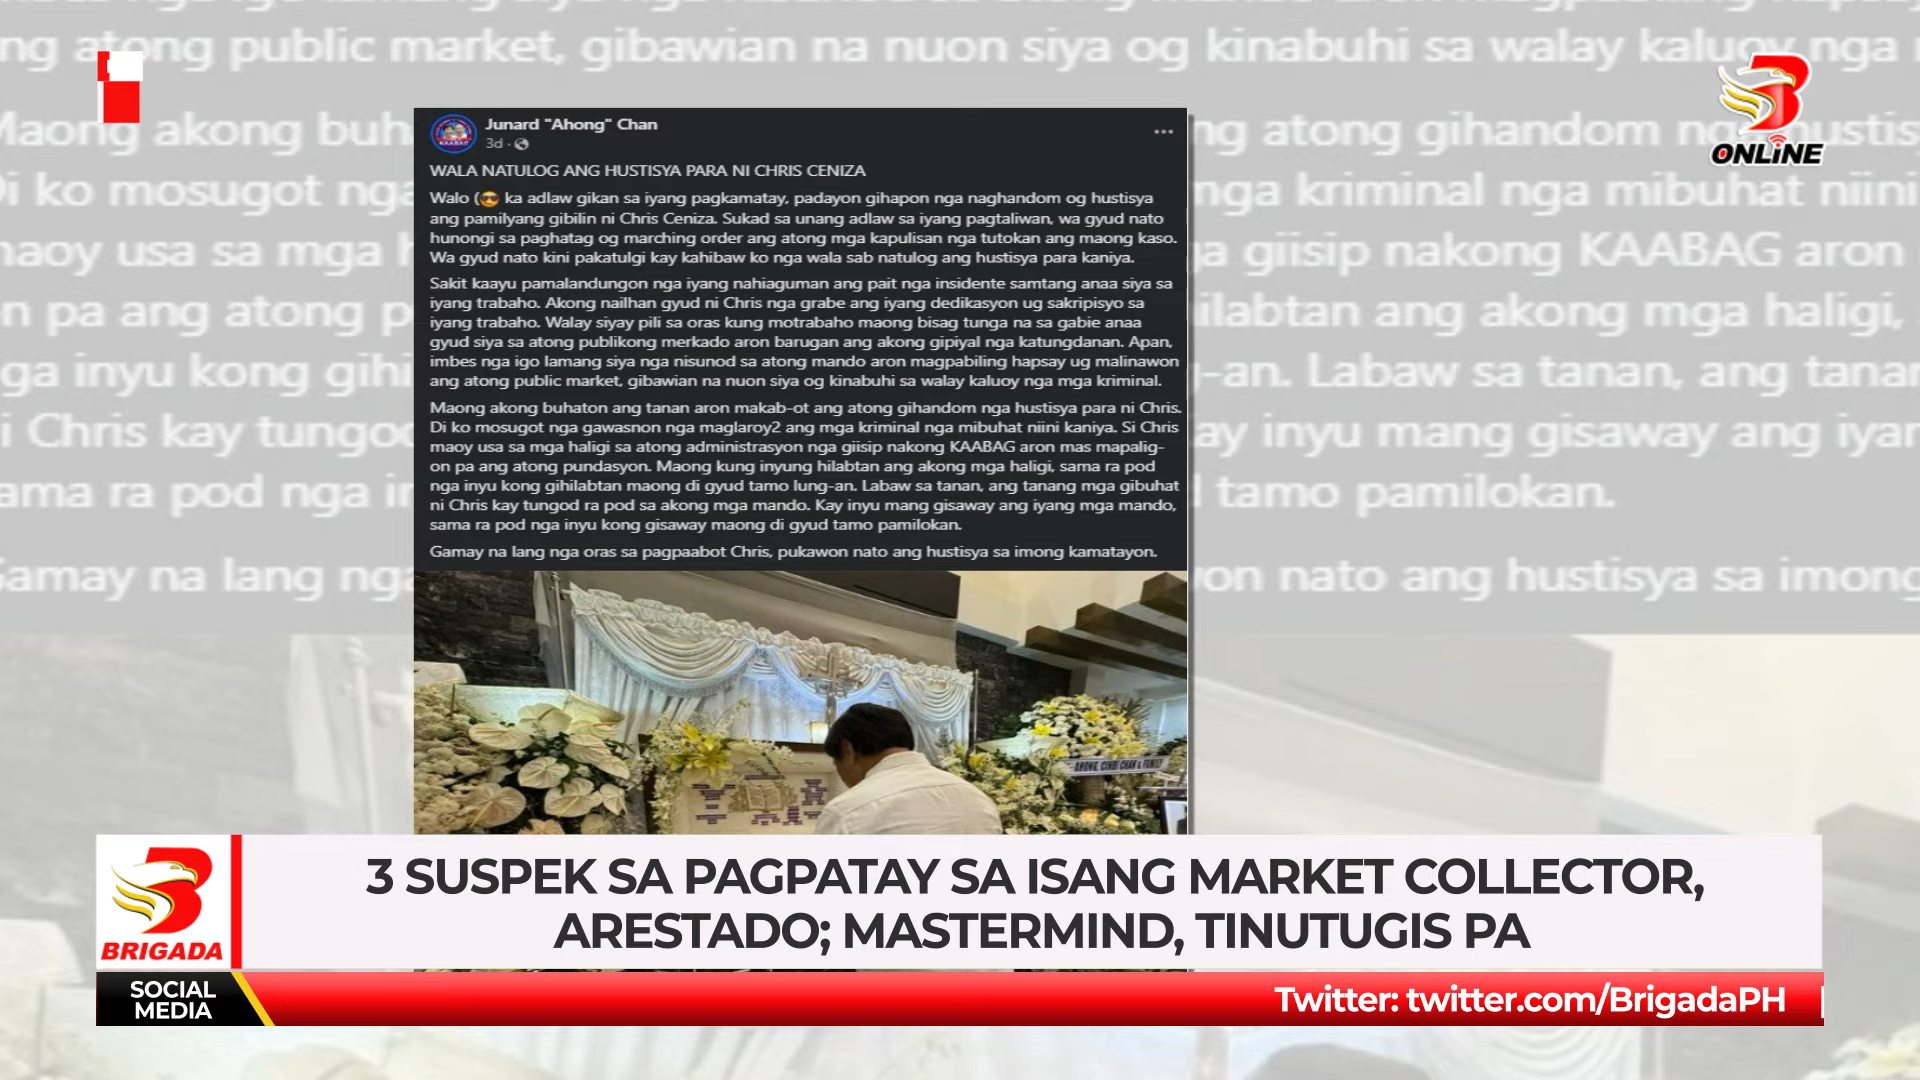 ONLINE
Junard "Ahong" Chan
3d ·
WALA NATULOG ANG HUSTISYA PARA NI CHRIS CENIZA
Walo (😎 ka adlaw gikan sa iyang pagkamatay, padayon gihapon nga naghandom og hustisya
ang pamilyang gibilin ni Chris Ceniza. Sukad sa unang adlaw sa iyang pagtaliwan, wa gyud nato
hunongi sa paghatag og marching order ang atong mga kapulisan nga tutokan ang maong kaso.
Wa gyud nato kini pakatulgi kay kahibaw ko nga wala sab natulog ang hustisya para kaniya.
Sakit kaayu pamalandungon nga iyang nahiaguman ang pait nga insidente samtang anaa siya sa
iyang trabaho. Akong nailhan gyud ni Chris nga grabe ang iyang dedikasyon ug sakripisyo sa
iyang trabaho. Walay siyay pili sa oras kung motrabaho maong bisag tunga na sa gabie anaa
gyud siya sa atong publikong merkado aron barugan ang akong gipiyal nga katungdanan. Apan,
imbes nga igo lamang siya nga nisunod sa atong mando aron magpabiling hapsay ug malinawon
ang atong public market, gibawian na nuon siya og kinabuhi sa walay kaluoy nga mga kriminal.
Maong akong buhaton ang tanan aron makab-ot ang atong gihandom nga hustisya para ni Chris.
Di ko mosugot nga gawasnon nga maglaroy2 ang mga kriminal nga mibuhat niini kaniya. Si Chris
maoy usa sa mga haligi sa atong administrasyon nga giisip nakong KAABAG aron mas mapalig-
on pa ang atong pundasyon. Maong kung inyung hilabtan ang akong mga haligi, sama ra pod
nga inyu kong gihilabtan maong di gyud tamo lung-an. Labaw sa tanan, ang tanang mga gibuhat
ni Chris kay tungod ra pod sa akong mga mando. Kay inyu mang gisaway ang iyang mga mando,
sama ra pod nga inyu kong gisaway maong di gyud tamo pamilokan.
Gamay na lang nga oras sa pagpaabot Chris, pukawon nato ang hustisya sa imong kamatayon.
AHONG, CINDI CHAN & FAMILY
BRIGADA
3 SUSPEK SA PAGPATAY SA ISANG MARKET COLLECTOR,
ARESTADO; MASTERMIND, TINUTUGIS PA
SOCIAL
MEDIA
Twitter: twitter.com/BrigadaPH